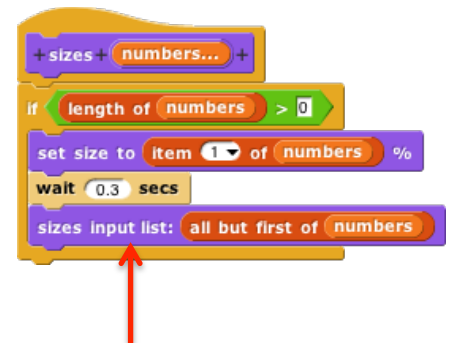 + sizes + numbers... +
if length of numbers > 0
set size to item 1 of numbers %
wait 0.3 secs
sizes input list: all but first of numbers